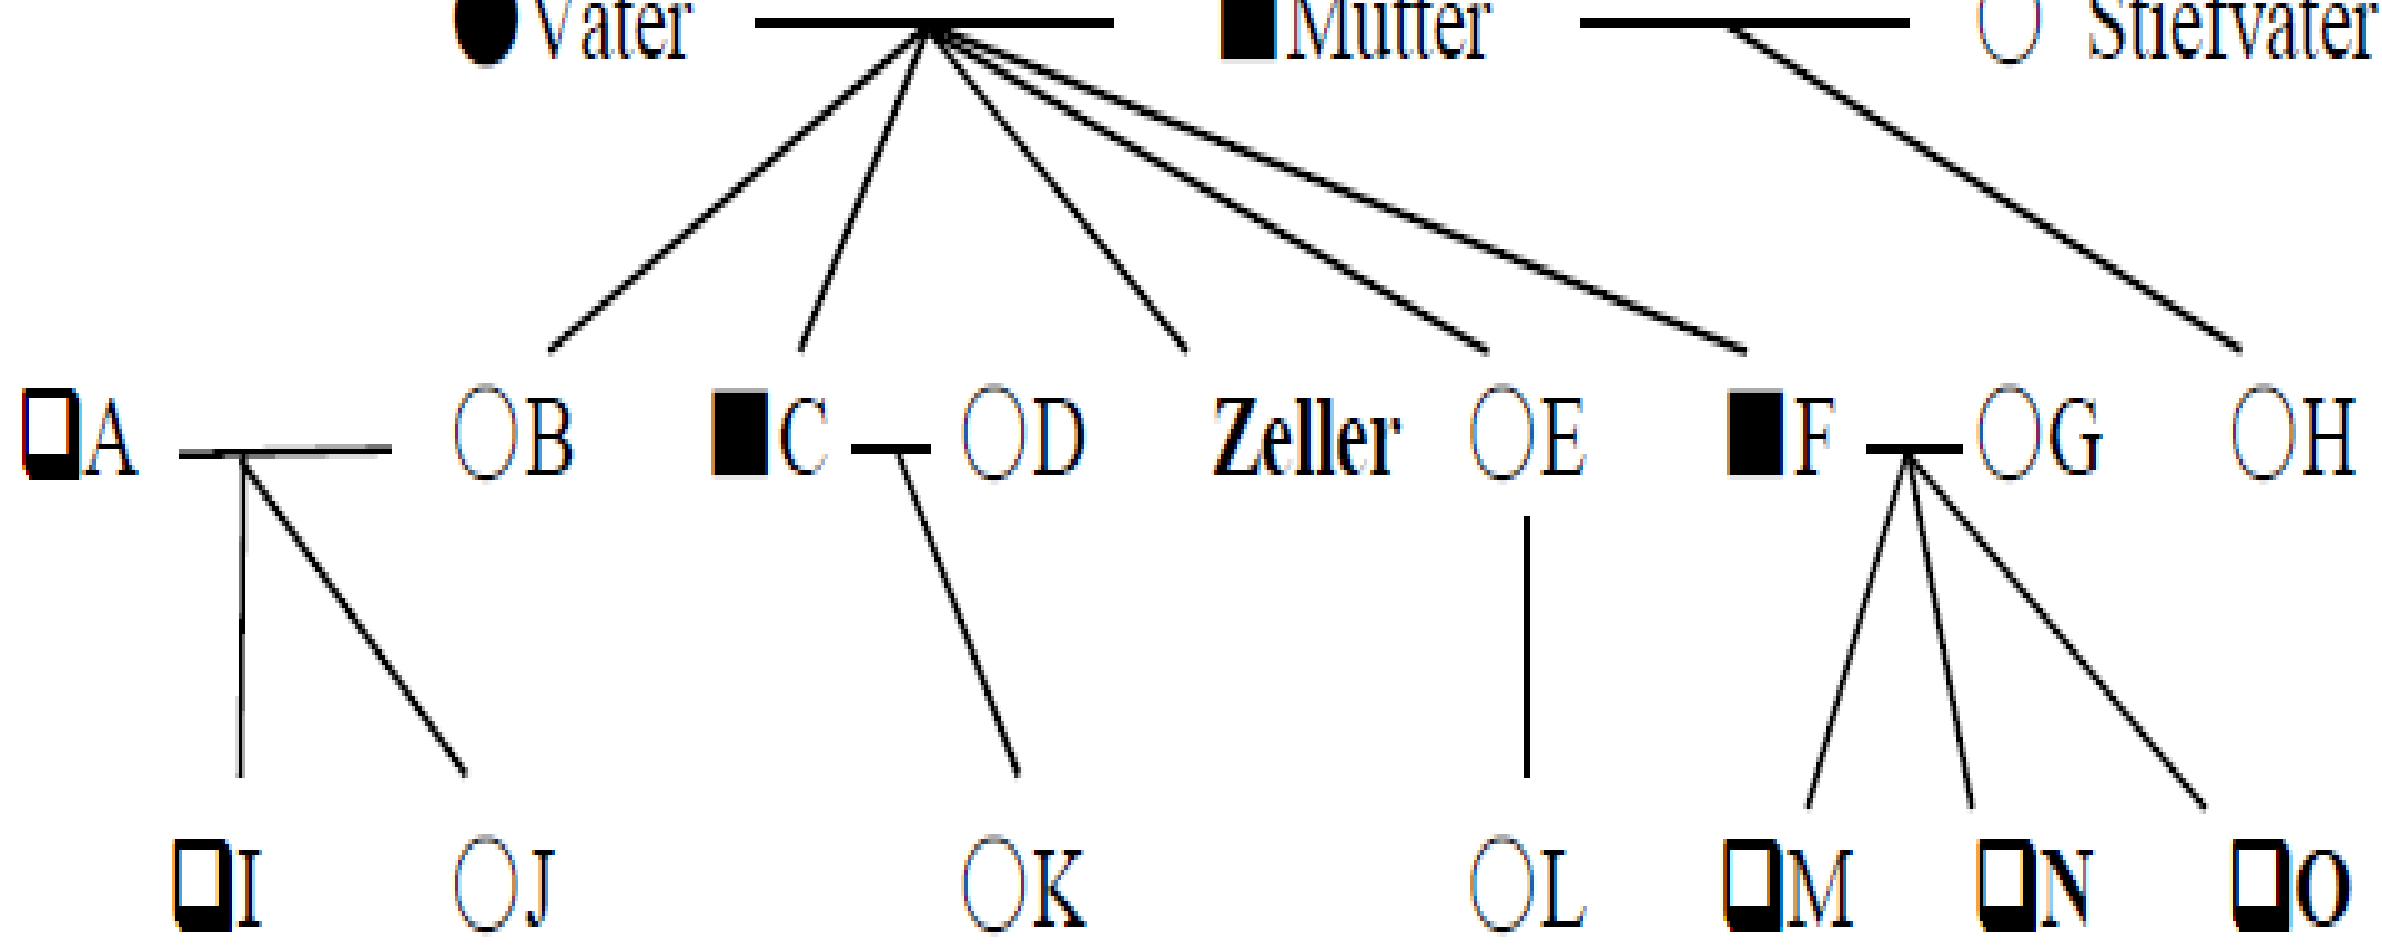 Vater Mutter Stiefvater
A B C D Zeller E F G H
I J K L M N O